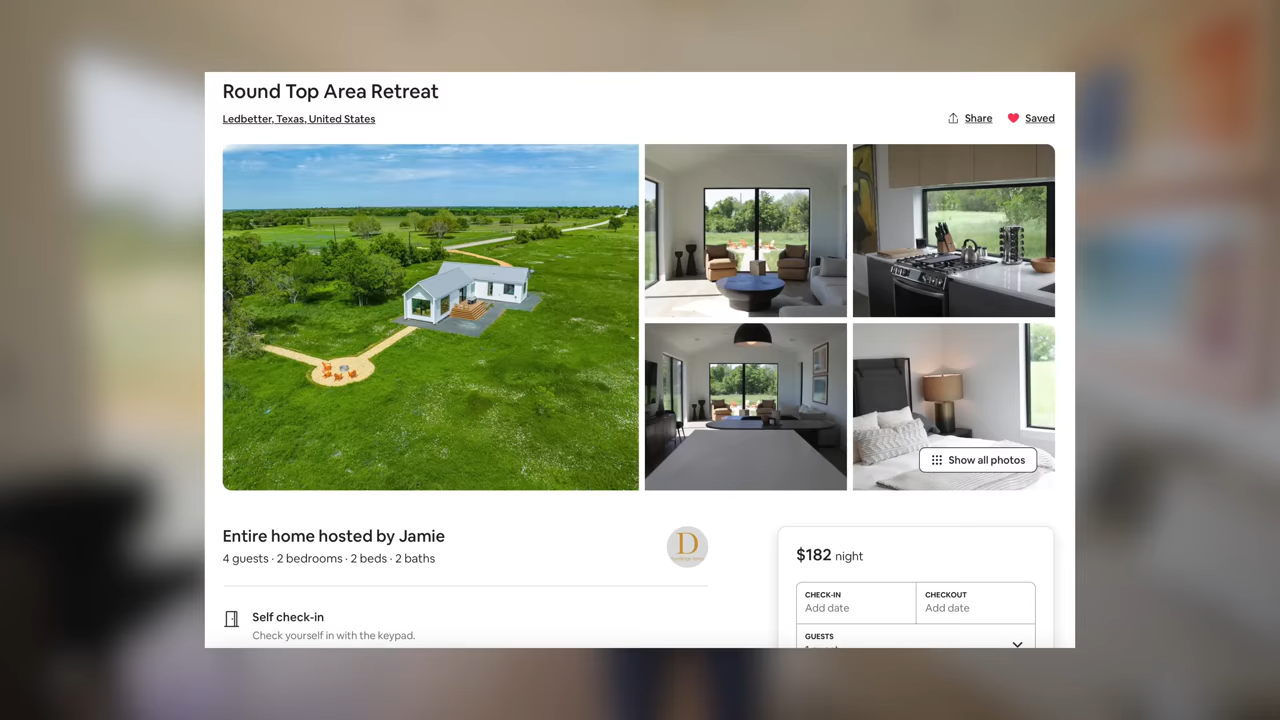 Round Top Area Retreat
Ledbetter, Texas, United States
Share
Saved
Show all photos
Entire home hosted by Jamie
4 guests · 2 bedrooms · 2 beds · 2 baths
D
$182 night
CHECK-IN
Add date
CHECKOUT
Add date
Self check-in
Check yourself in with the keypad.
GUESTS